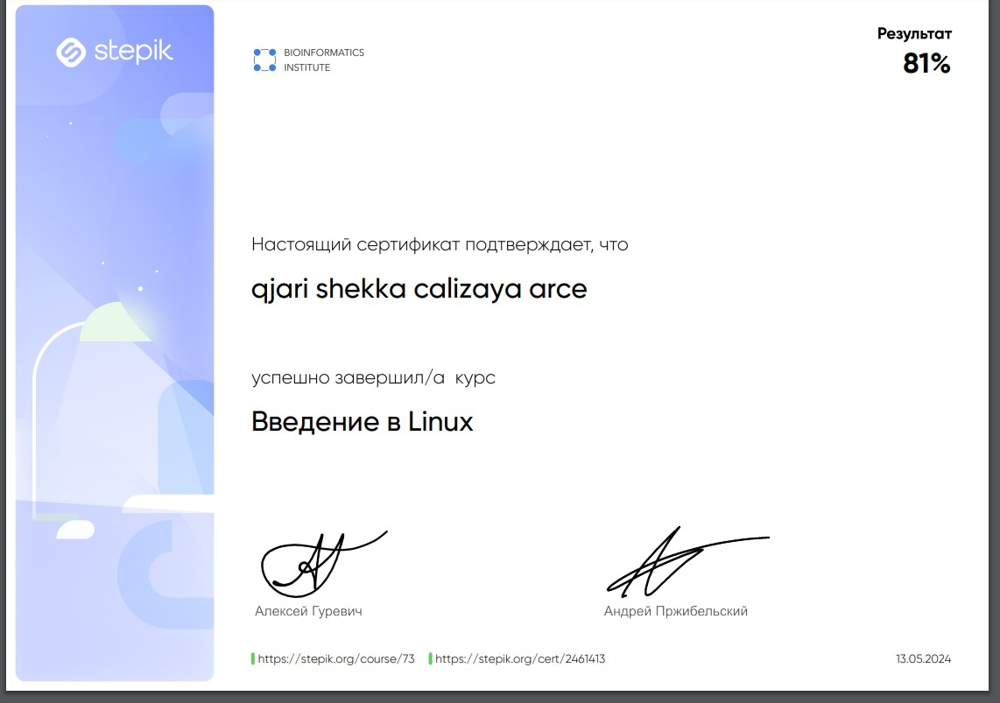 stepik
BIOINFORMATICS
INSTITUTE
Результат
81%
Настоящий сертификат подтверждает, что
qjari shekka calizaya arce
успешно завершил/а курс
Введение в Linux
Алексей Гуревич
Андрей Пржибельский
https://stepik.org/course/73
https://stepik.org/cert/2461413
13.05.2024